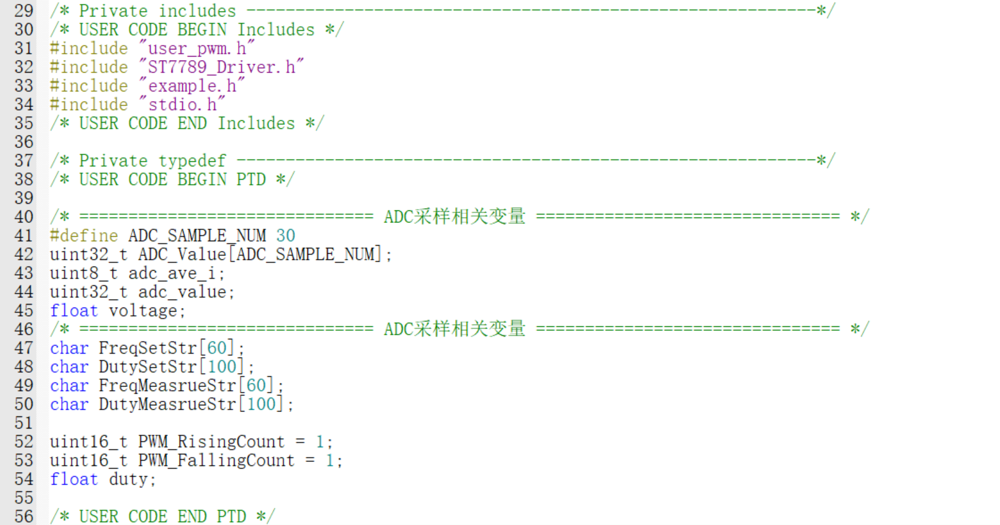 29 /* Private includes ----------------------------------------------------------*/
30 /* USER CODE BEGIN Includes */
31 #include "user_pwm.h"
32 #include "ST7789_Driver.h"
33 #include "example.h"
34 #include "stdio.h"
35 /* USER CODE END Includes */
36
37 /* Private typedef -----------------------------------------------------------*/
38 /* USER CODE BEGIN PTD */
39
40 /* ============================== ADC采样相关变量 =============================== */
41 #define ADC_SAMPLE_NUM 30
42 uint32_t ADC_Value[ADC_SAMPLE_NUM];
43 uint8_t adc_ave_i;
44 uint32_t adc_value;
45 float voltage;
46 /* ============================== ADC采样相关变量 =============================== */
47 char FreqSetStr[60];
48 char DutySetStr[100];
49 char FreqMeasrueStr[60];
50 char DutyMeasrueStr[100];
51
52 uint16_t PWM_RisingCount = 1;
53 uint16_t PWM_FallingCount = 1;
54 float duty;
55
56 /* USER CODE END PTD */